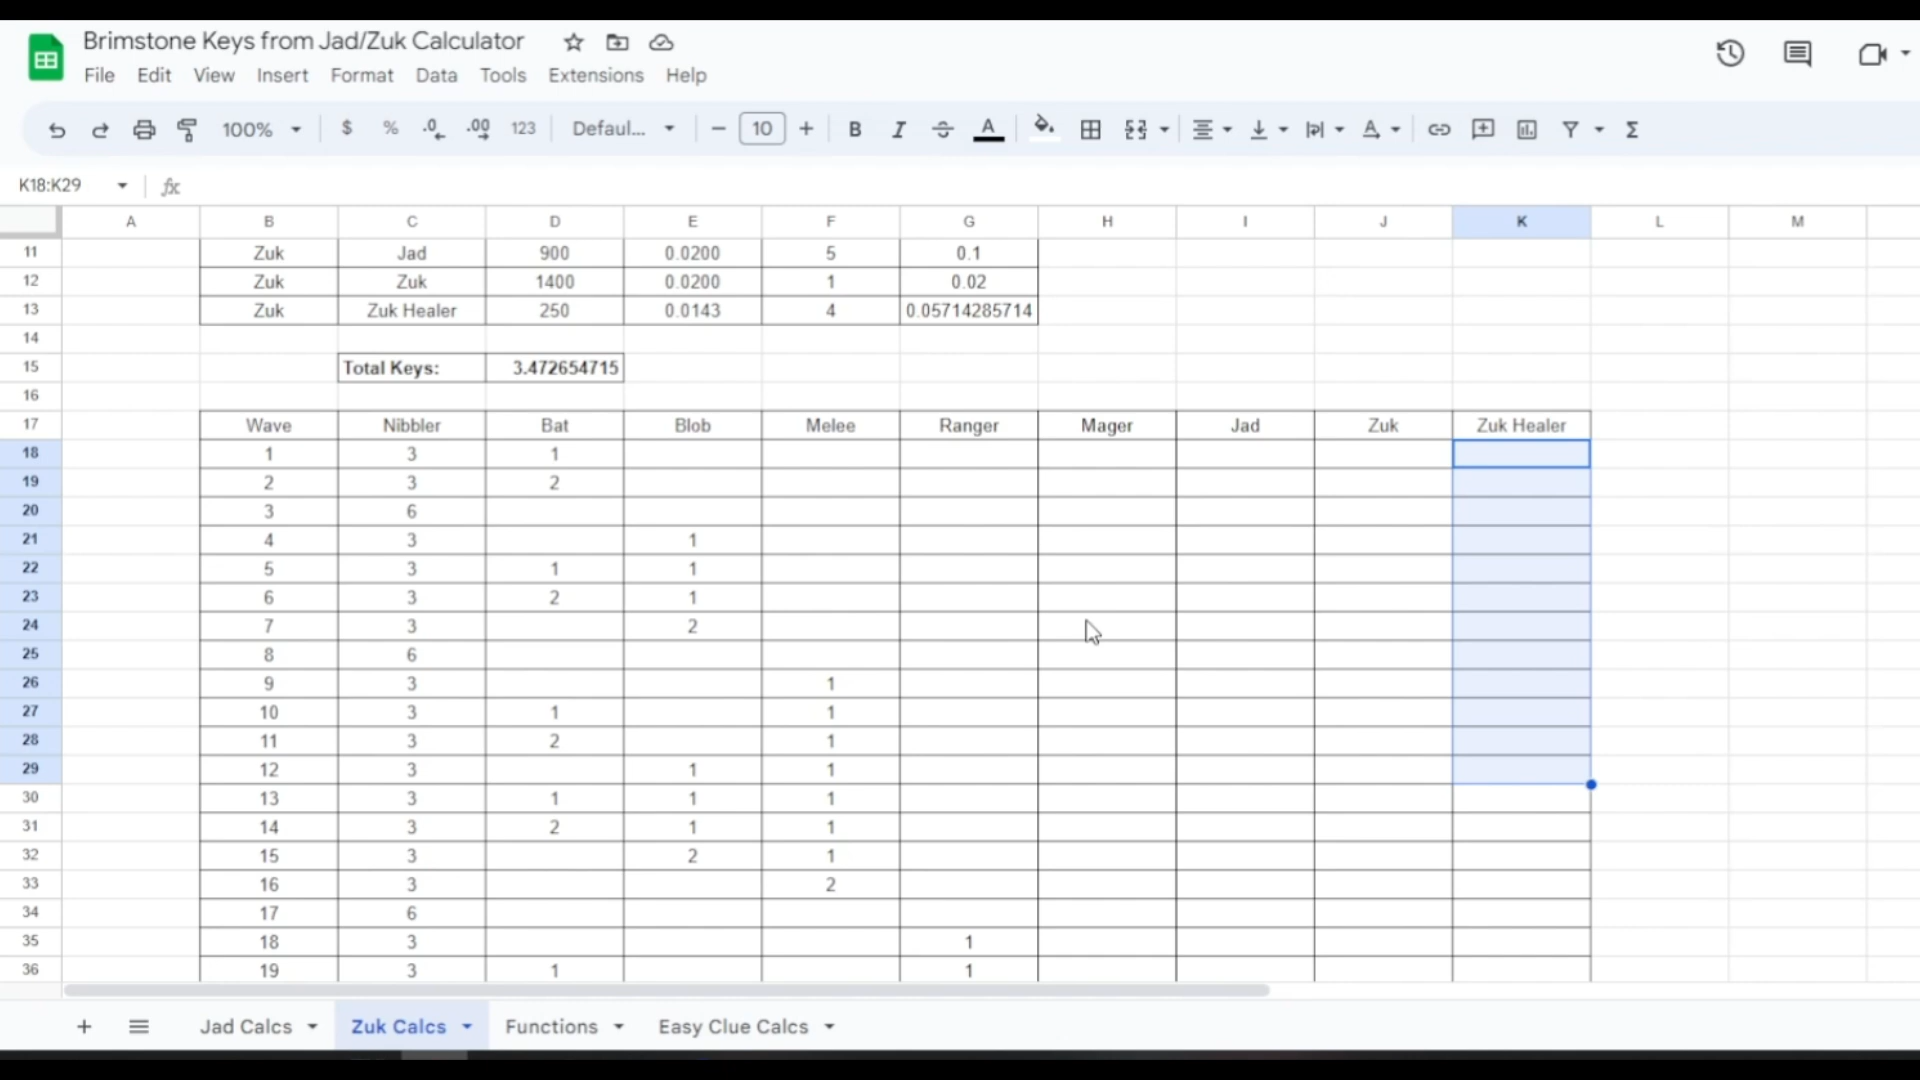 Brimstone Keys from Jad/Zuk Calculator
File Edit View Insert Format Data Tools Extensions Help
100% $ % .0 .00 123 Defaul... − 10 + B I S A A Σ
K18:K29 fx
A B C D E F G H I J K L M
11 Zuk Jad 900 0.0200 5 0.1
12 Zuk Zuk 1400 0.0200 1 0.02
13 Zuk Zuk Healer 250 0.0143 4 0.05714285714
14
15 Total Keys: 3.472654715
16
17 Wave Nibbler Bat Blob Melee Ranger Mager Jad Zuk Zuk Healer
18 1 3 1
19 2 3 2
20 3 6
21 4 3 1
22 5 3 1 1
23 6 3 2 1
24 7 3 2
25 8 6
26 9 3 1
27 10 3 1 1
28 11 3 2 1
29 12 3 1 1
30 13 3 1 1 1
31 14 3 2 1 1
32 15 3 2 1
33 16 3 2
34 17 6
35 18 3 1
36 19 3 1 1
+ Jad Calcs Zuk Calcs Functions Easy Clue Calcs